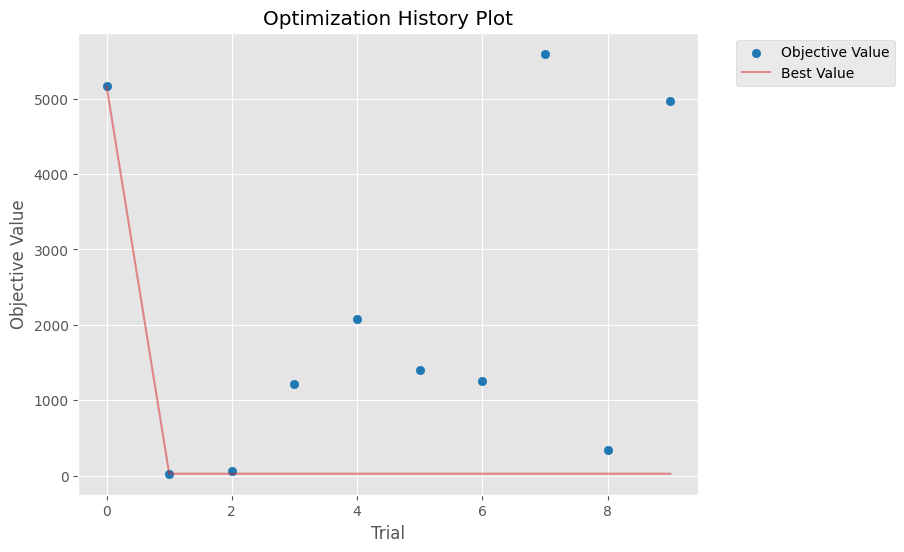 Optimization History Plot
Objective Value
Best Value
Objective Value
5000
4000
3000
2000
1000
0
0 2 4 6 8
Trial